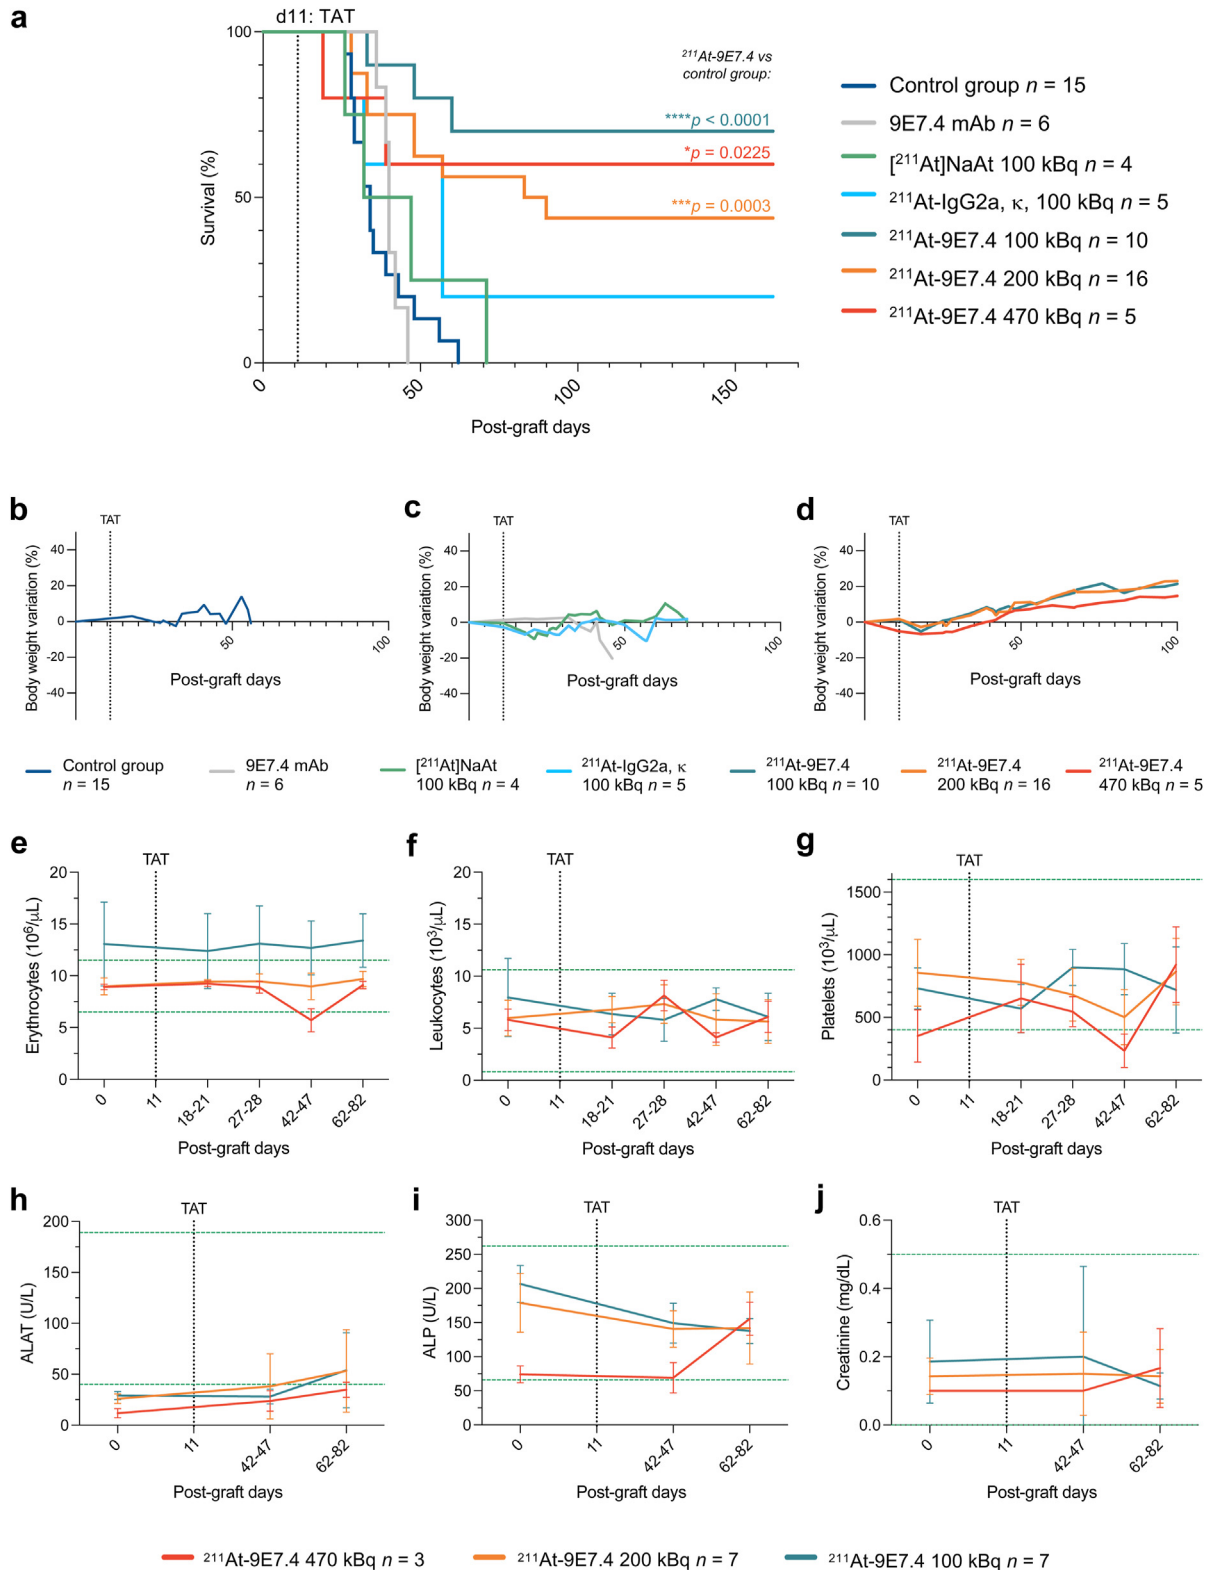 a
d11: TAT
100
50
0
Survival (%)
0
50
100
150
Post-graft days
²¹¹At-9E7.4 vs
control group:
****p < 0.0001
*p = 0.0225
***p = 0.0003
Control group n = 15
9E7.4 mAb n = 6
[²¹¹At]NaAt 100 kBq n = 4
²¹¹At-IgG2a, κ, 100 kBq n = 5
²¹¹At-9E7.4 100 kBq n = 10
²¹¹At-9E7.4 200 kBq n = 16
²¹¹At-9E7.4 470 kBq n = 5
b
TAT
Body weight variation (%)
40
20
0
-20
-40
50
100
Post-graft days
c
TAT
Body weight variation (%)
40
20
0
-20
-40
50
100
Post-graft days
d
TAT
Body weight variation (%)
40
20
0
-20
-40
50
100
Post-graft days
Control group
n = 15
9E7.4 mAb
n = 6
[²¹¹At]NaAt
100 kBq n = 4
²¹¹At-IgG2a, κ
100 kBq n = 5
²¹¹At-9E7.4
100 kBq n = 10
²¹¹At-9E7.4
200 kBq n = 16
²¹¹At-9E7.4
470 kBq n = 5
e
TAT
Erythrocytes (10⁶/μL)
20
15
10
5
0
0
11
18-21
27-28
42-47
62-82
Post-graft days
f
TAT
Leukocytes (10³/μL)
20
15
10
5
0
0
11
18-21
27-28
42-47
62-82
Post-graft days
g
TAT
Platelets (10³/μL)
1500
1000
500
0
0
11
18-21
27-28
42-47
62-82
Post-graft days
h
TAT
ALAT (U/L)
200
150
100
50
0
0
11
42-47
62-82
Post-graft days
i
TAT
ALP (U/L)
300
250
200
150
100
50
0
0
11
42-47
62-82
Post-graft days
j
TAT
Creatinine (mg/dL)
0.6
0.4
0.2
0.0
0
11
42-47
62-82
Post-graft days
²¹¹At-9E7.4 470 kBq n = 3
²¹¹At-9E7.4 200 kBq n = 7
²¹¹At-9E7.4 100 kBq n = 7